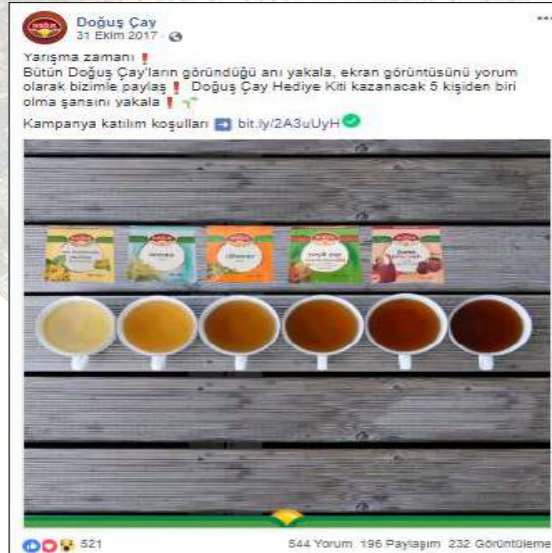 Doğuş Çay
31 Ekim 2017
Yarışma zamanı❗
Bütün Doğuş Çay'ların göründüğü anı yakala, ekran görüntüsünü yorum
olarak bizimle paylaş❗ Doğuş Çay Hediye Kiti kazanacak 5 kişiden biri
olma şansını yakala❗🌱
Kampanya katılım koşulları ➡️ bit.ly/2A3uUyH
521
544 Yorum 196 Paylaşım 232 Görüntüleme